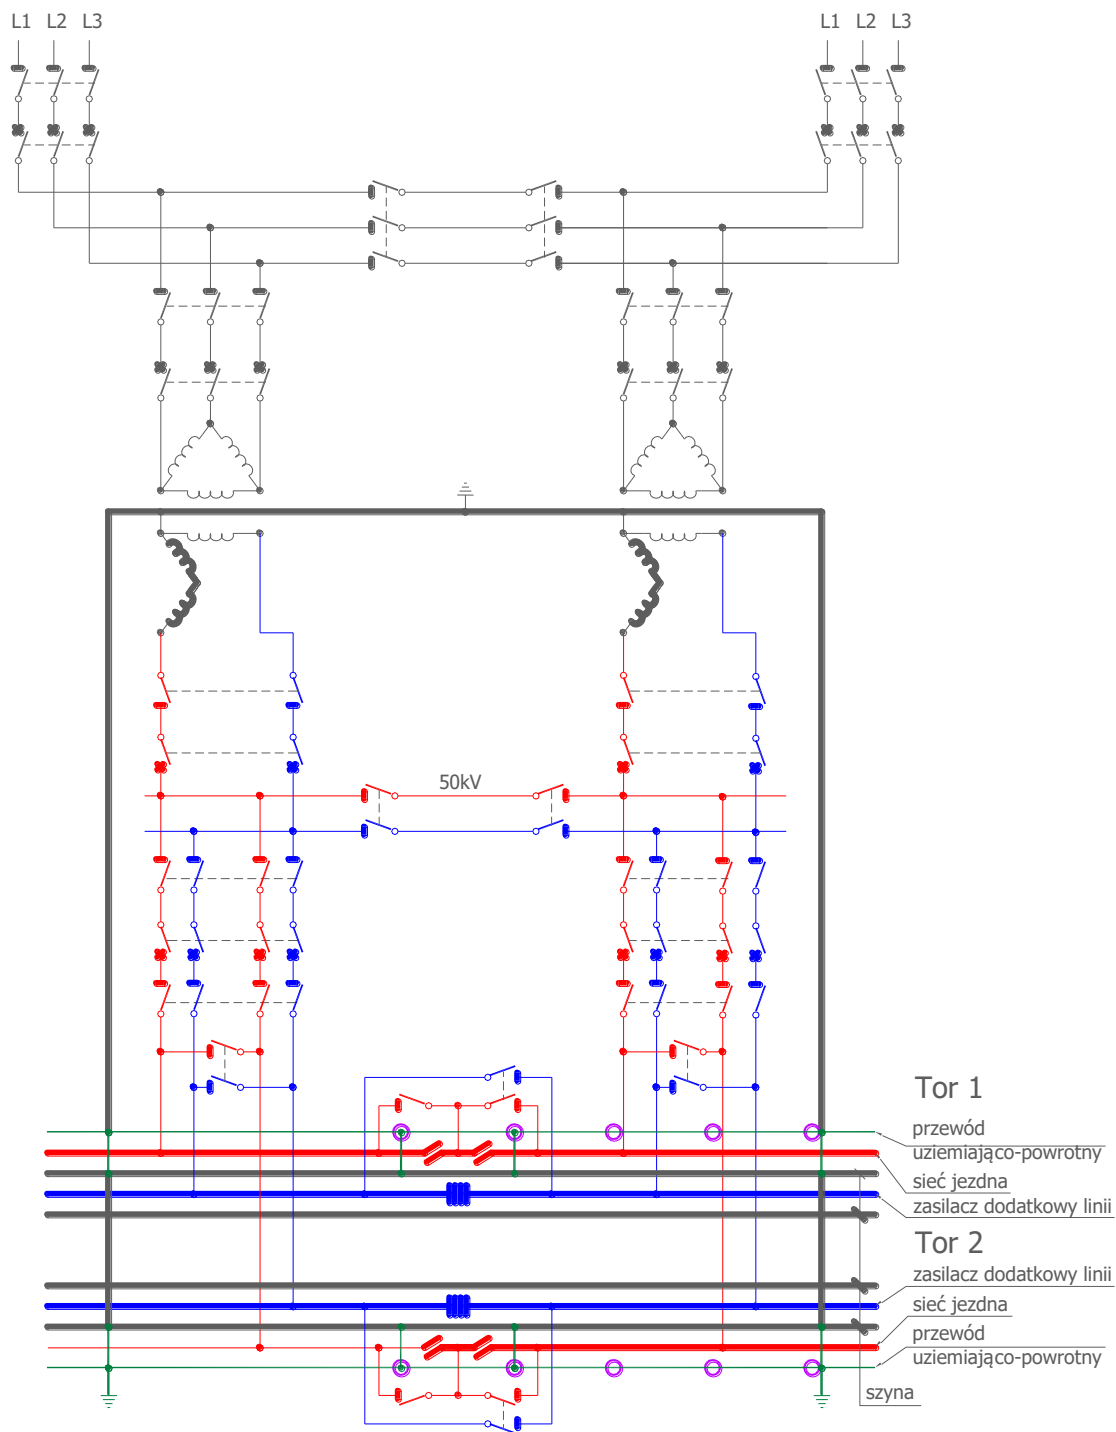 L1 L2 L3 L1 L2 L3
50kV
Tor 1
przewód
uziemiająco-powrotny
sieć jezdna
zasilacz dodatkowy linii
Tor 2
zasilacz dodatkowy linii
sieć jezdna
przewód
uziemiająco-powrotny
szyna